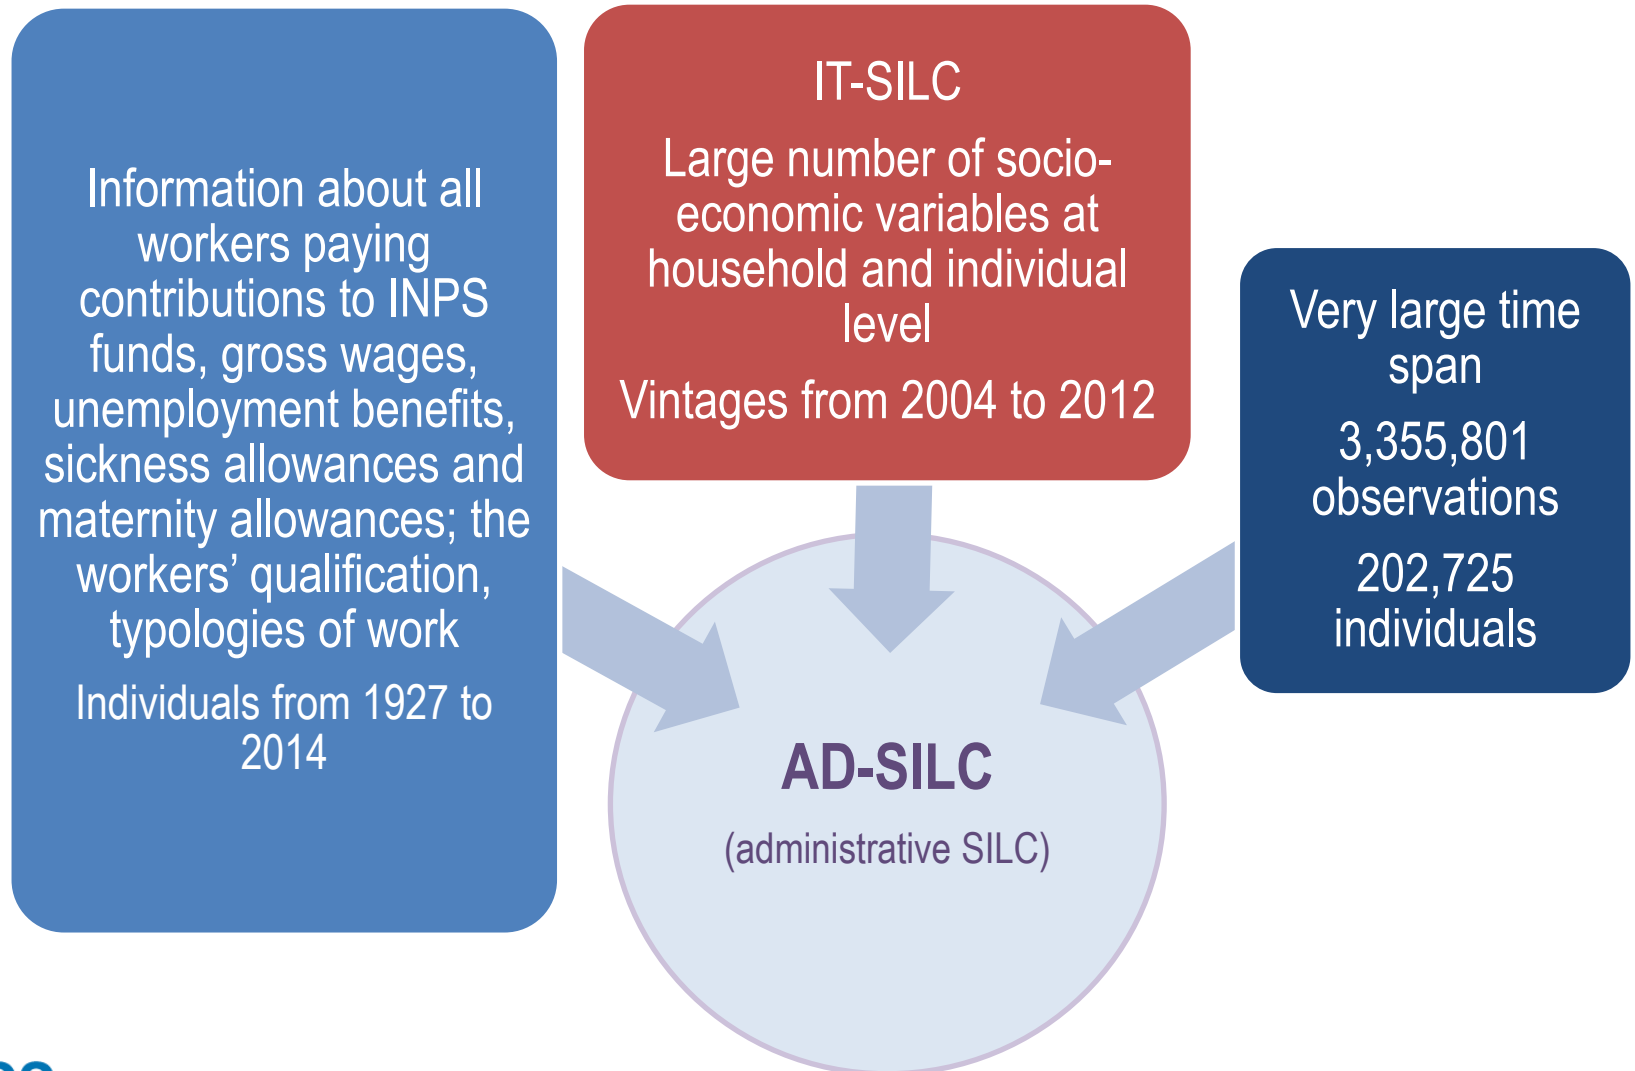 Information about all
workers paying
contributions to INPS
funds, gross wages,
unemployment benefits,
sickness allowances and
maternity allowances; the
workers’ qualification,
typologies of work
Individuals from 1927 to
2014
IT-SILC
Large number of socio-
economic variables at
household and individual
level
Vintages from 2004 to 2012
Very large time
span
3,355,801
observations
202,725
individuals
AD-SILC
(administrative SILC)